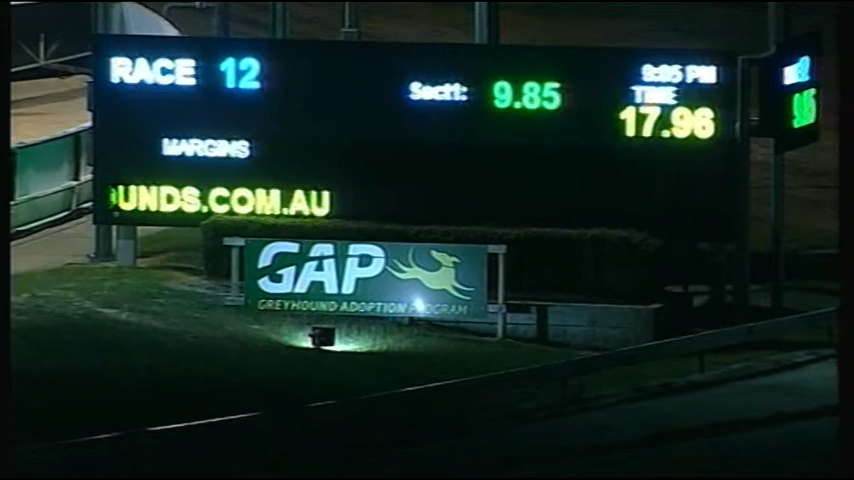 RACE 12
Sect1: 9.85
9:05 PM
TIME
17.96
MARGINS
UNDS.COM.AU
GAP
GREYHOUND ADOPTION PROGRAM